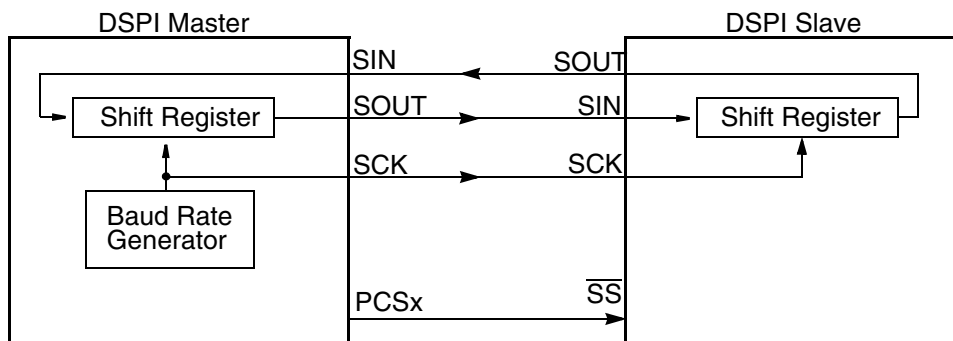 DSPI Master
DSPI Slave
SIN
SOUT
Shift Register
SOUT
SIN
Shift Register
SCK
SCK
Baud Rate
Generator
PCSx
SS